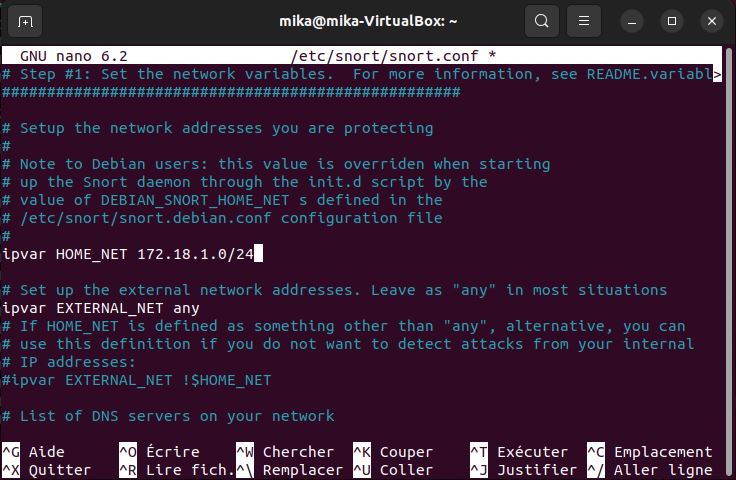 mika@mika-VirtualBox: ~
GNU nano 6.2 /etc/snort/snort.conf *
# Step #1: Set the network variables.  For more information, see README.variabl>
###################################################
# Setup the network addresses you are protecting
#
# Note to Debian users: this value is overriden when starting
# up the Snort daemon through the init.d script by the
# value of DEBIAN_SNORT_HOME_NET s defined in the
# /etc/snort/snort.debian.conf configuration file
#
ipvar HOME_NET 172.18.1.0/24
# Set up the external network addresses. Leave as "any" in most situations
ipvar EXTERNAL_NET any
# If HOME_NET is defined as something other than "any", alternative, you can
# use this definition if you do not want to detect attacks from your internal
# IP addresses:
#ipvar EXTERNAL_NET !$HOME_NET
# List of DNS servers on your network
^G Aide ^O Écrire ^W Chercher ^K Couper ^T Exécuter ^C Emplacement
^X Quitter ^R Lire fich. ^\ Remplacer ^U Coller ^J Justifier ^/ Aller ligne